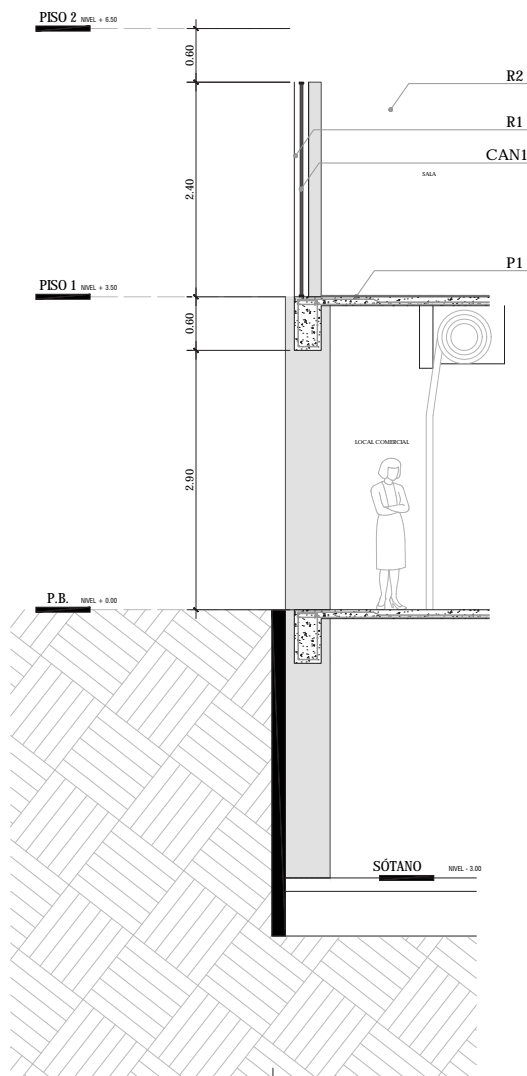 PISO 2 NIVEL + 6.50
0.60
R2
R1
CAN1
SALA
2.40
P1
PISO 1 NIVEL + 3.50
0.60
LOCAL COMERCIAL
2.90
P.B. NIVEL + 0.00
SÓTANO NIVEL - 3.00